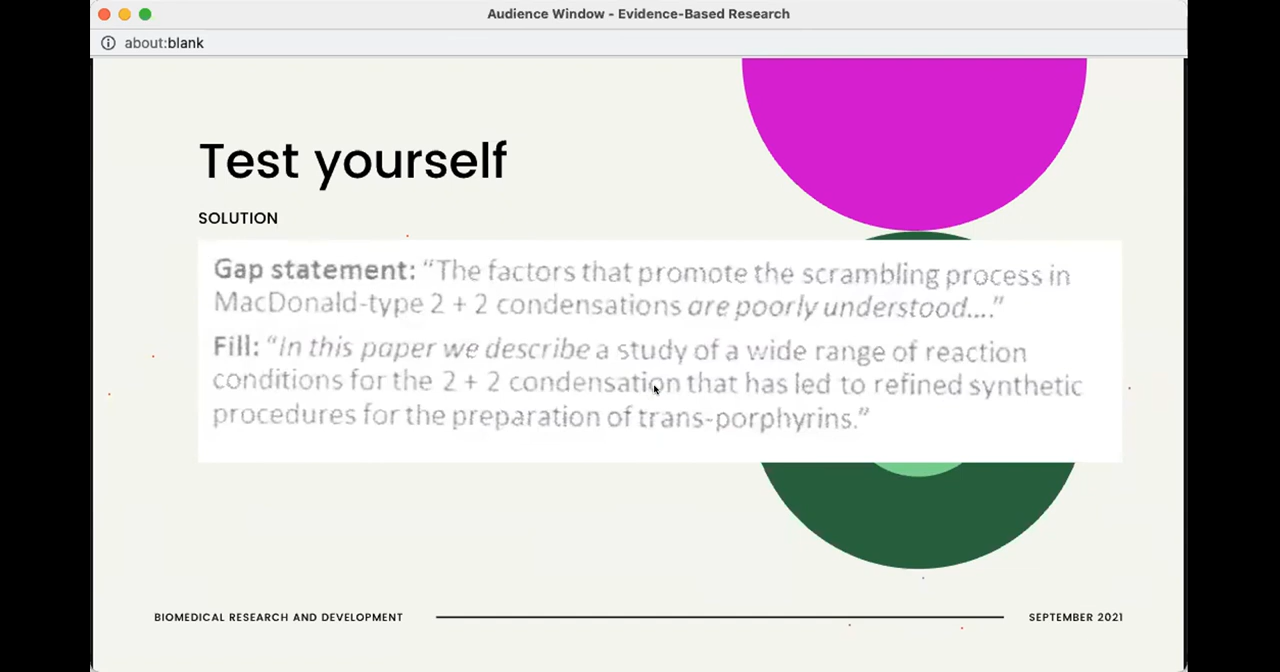 Audience Window - Evidence-Based Research
about:blank
Test yourself
SOLUTION
Gap statement: “The factors that promote the scrambling process in
MacDonald-type 2 + 2 condensations are poorly understood....”
Fill: “In this paper we describe a study of a wide range of reaction
conditions for the 2 + 2 condensation that has led to refined synthetic
procedures for the preparation of trans-porphyrins.”
BIOMEDICAL RESEARCH AND DEVELOPMENT
SEPTEMBER 2021